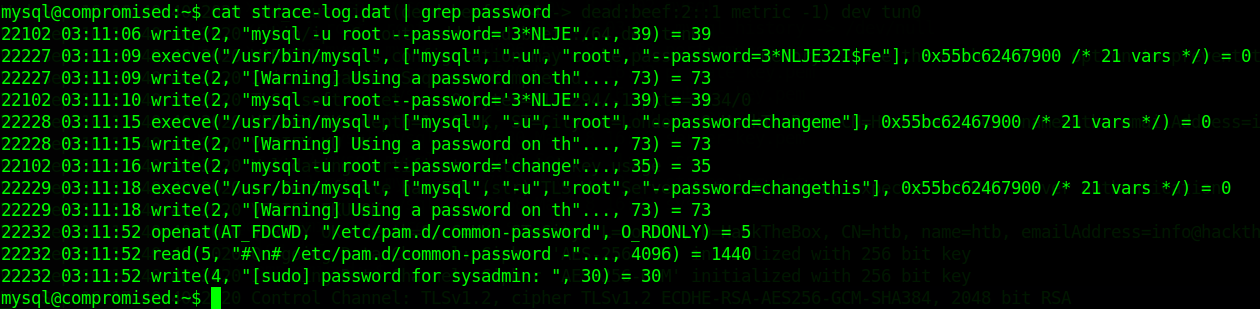 mysql@compromised:~$ cat strace-log.dat | grep password
22102 03:11:06 write(2, "mysql -u root --password='3*NLJE"..., 39) = 39
22227 03:11:09 execve("/usr/bin/mysql", ["mysql", "-u", "root", "--password=3*NLJE32I$Fe"], 0x55bc62467900 /* 21 vars */) = 0
22227 03:11:09 write(2, "[Warning] Using a password on th"..., 73) = 73
22102 03:11:10 write(2, "mysql -u root --password='3*NLJE"..., 39) = 39
22228 03:11:15 execve("/usr/bin/mysql", ["mysql", "-u", "root", "--password=changeme"], 0x55bc62467900 /* 21 vars */) = 0
22228 03:11:15 write(2, "[Warning] Using a password on th"..., 73) = 73
22102 03:11:16 write(2, "mysql -u root --password='change"..., 35) = 35
22229 03:11:18 execve("/usr/bin/mysql", ["mysql", "-u", "root", "--password=changethis"], 0x55bc62467900 /* 21 vars */) = 0
22229 03:11:18 write(2, "[Warning] Using a password on th"..., 73) = 73
22232 03:11:52 openat(AT_FDCWD, "/etc/pam.d/common-password", O_RDONLY) = 5
22232 03:11:52 read(5, "#\n# /etc/pam.d/common-password -"..., 4096) = 1440
22232 03:11:52 write(4, "[sudo] password for sysadmin: ", 30) = 30
mysql@compromised:~$